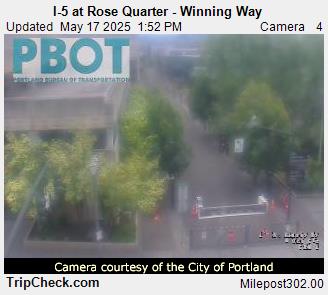 I-5 at Rose Quarter - Winning Way
Updated May 17 2025 1:52 PM Camera 4
PBOT
PORTLAND BUREAU OF TRANSPORTATION
Camera courtesy of the City of Portland
TripCheck.com Milepost302.00